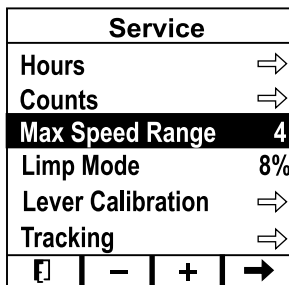 Service
Hours
Counts
Max Speed Range 4
Limp Mode 8%
Lever Calibration
Tracking
− +